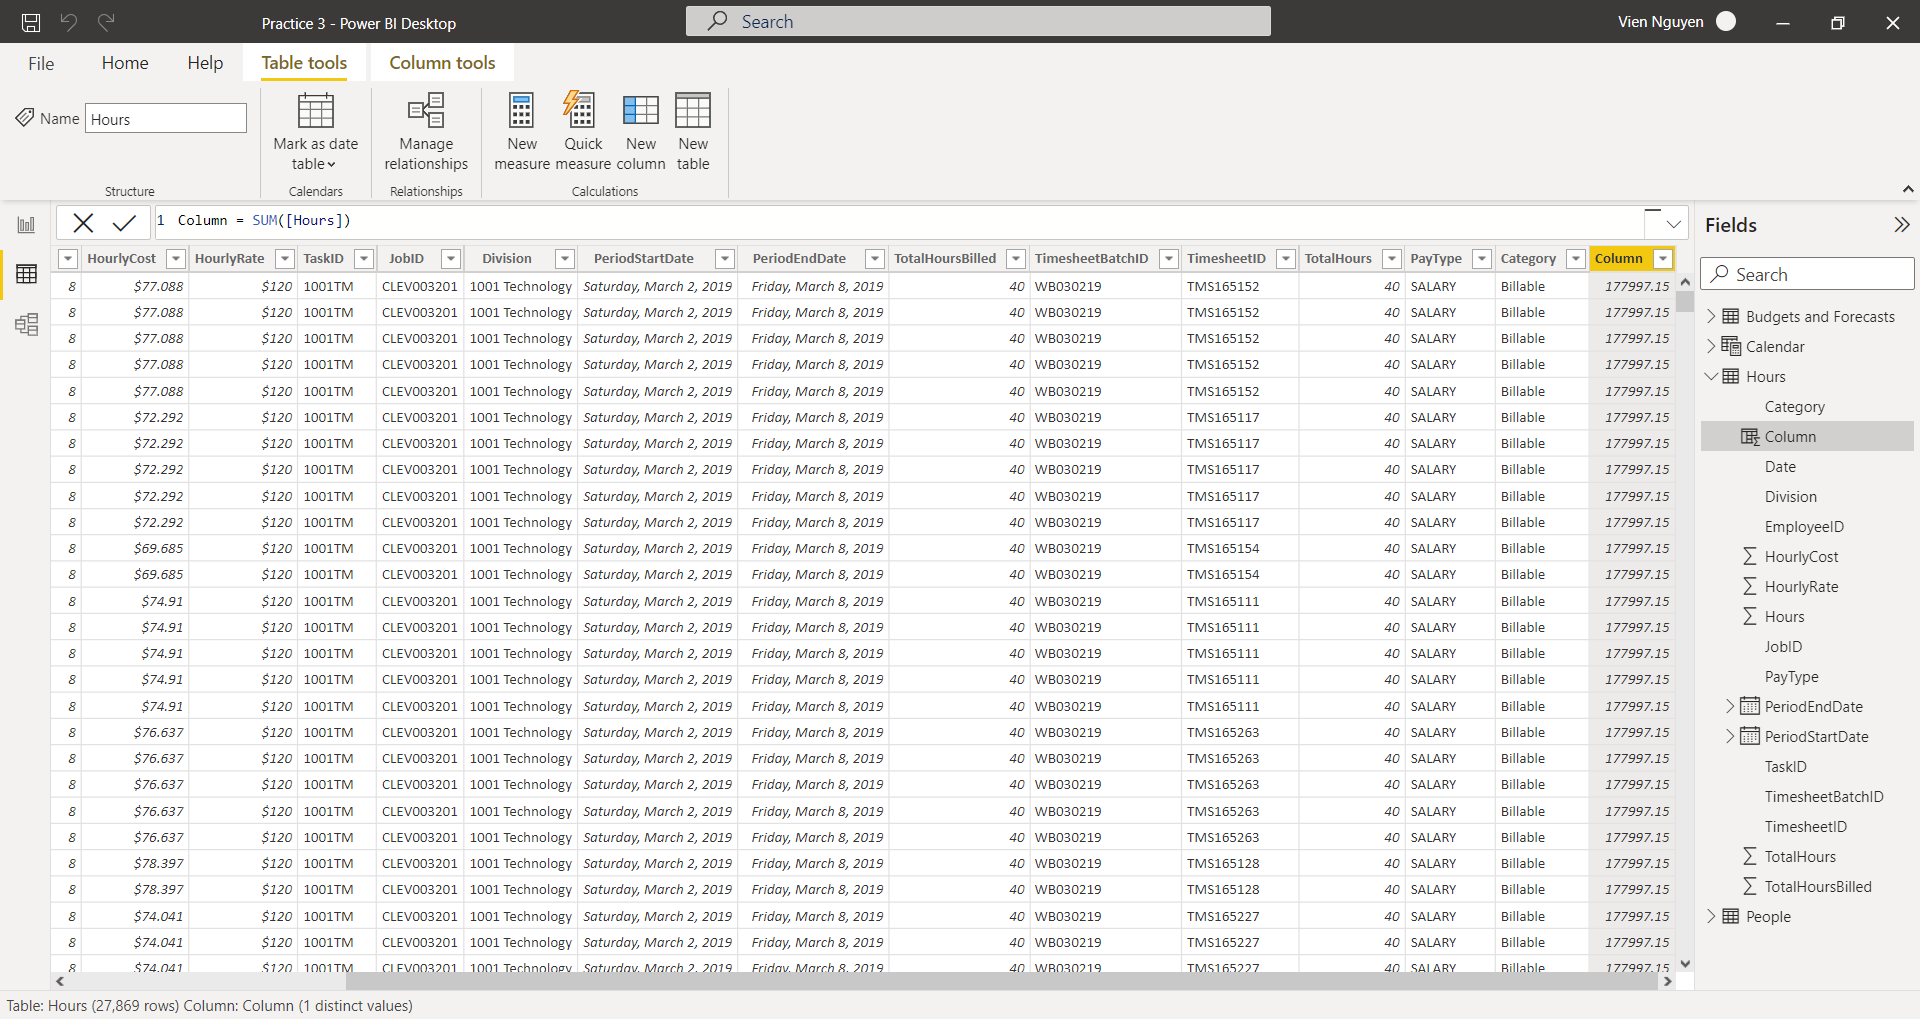 Practice 3 - Power BI Desktop
Search
Vien Nguyen
File
Home
Help
Table tools
Column tools
Name
Hours
Mark as date
table
Manage
relationships
New
measure
Quick
measure
New
column
New
table
Structure
Calendars
Relationships
Calculations
1 Column = SUM([Hours])
HourlyCost HourlyRate TaskID JobID Division PeriodStartDate PeriodEndDate TotalHoursBilled TimesheetBatchID TimesheetID TotalHours PayType Category Column
8 $77.088 $120 1001TM CLEV003201 1001 Technology Saturday, March 2, 2019 Friday, March 8, 2019 40 WB030219 TMS165152 40 SALARY Billable 177997.15
8 $77.088 $120 1001TM CLEV003201 1001 Technology Saturday, March 2, 2019 Friday, March 8, 2019 40 WB030219 TMS165152 40 SALARY Billable 177997.15
8 $77.088 $120 1001TM CLEV003201 1001 Technology Saturday, March 2, 2019 Friday, March 8, 2019 40 WB030219 TMS165152 40 SALARY Billable 177997.15
8 $77.088 $120 1001TM CLEV003201 1001 Technology Saturday, March 2, 2019 Friday, March 8, 2019 40 WB030219 TMS165152 40 SALARY Billable 177997.15
8 $77.088 $120 1001TM CLEV003201 1001 Technology Saturday, March 2, 2019 Friday, March 8, 2019 40 WB030219 TMS165152 40 SALARY Billable 177997.15
8 $72.292 $120 1001TM CLEV003201 1001 Technology Saturday, March 2, 2019 Friday, March 8, 2019 40 WB030219 TMS165117 40 SALARY Billable 177997.15
8 $72.292 $120 1001TM CLEV003201 1001 Technology Saturday, March 2, 2019 Friday, March 8, 2019 40 WB030219 TMS165117 40 SALARY Billable 177997.15
8 $72.292 $120 1001TM CLEV003201 1001 Technology Saturday, March 2, 2019 Friday, March 8, 2019 40 WB030219 TMS165117 40 SALARY Billable 177997.15
8 $72.292 $120 1001TM CLEV003201 1001 Technology Saturday, March 2, 2019 Friday, March 8, 2019 40 WB030219 TMS165117 40 SALARY Billable 177997.15
8 $72.292 $120 1001TM CLEV003201 1001 Technology Saturday, March 2, 2019 Friday, March 8, 2019 40 WB030219 TMS165117 40 SALARY Billable 177997.15
8 $69.685 $120 1001TM CLEV003201 1001 Technology Saturday, March 2, 2019 Friday, March 8, 2019 40 WB030219 TMS165154 40 SALARY Billable 177997.15
8 $69.685 $120 1001TM CLEV003201 1001 Technology Saturday, March 2, 2019 Friday, March 8, 2019 40 WB030219 TMS165154 40 SALARY Billable 177997.15
8 $74.91 $120 1001TM CLEV003201 1001 Technology Saturday, March 2, 2019 Friday, March 8, 2019 40 WB030219 TMS165111 40 SALARY Billable 177997.15
8 $74.91 $120 1001TM CLEV003201 1001 Technology Saturday, March 2, 2019 Friday, March 8, 2019 40 WB030219 TMS165111 40 SALARY Billable 177997.15
8 $74.91 $120 1001TM CLEV003201 1001 Technology Saturday, March 2, 2019 Friday, March 8, 2019 40 WB030219 TMS165111 40 SALARY Billable 177997.15
8 $74.91 $120 1001TM CLEV003201 1001 Technology Saturday, March 2, 2019 Friday, March 8, 2019 40 WB030219 TMS165111 40 SALARY Billable 177997.15
8 $74.91 $120 1001TM CLEV003201 1001 Technology Saturday, March 2, 2019 Friday, March 8, 2019 40 WB030219 TMS165111 40 SALARY Billable 177997.15
8 $76.637 $120 1001TM CLEV003201 1001 Technology Saturday, March 2, 2019 Friday, March 8, 2019 40 WB030219 TMS165263 40 SALARY Billable 177997.15
8 $76.637 $120 1001TM CLEV003201 1001 Technology Saturday, March 2, 2019 Friday, March 8, 2019 40 WB030219 TMS165263 40 SALARY Billable 177997.15
8 $76.637 $120 1001TM CLEV003201 1001 Technology Saturday, March 2, 2019 Friday, March 8, 2019 40 WB030219 TMS165263 40 SALARY Billable 177997.15
8 $76.637 $120 1001TM CLEV003201 1001 Technology Saturday, March 2, 2019 Friday, March 8, 2019 40 WB030219 TMS165263 40 SALARY Billable 177997.15
8 $76.637 $120 1001TM CLEV003201 1001 Technology Saturday, March 2, 2019 Friday, March 8, 2019 40 WB030219 TMS165263 40 SALARY Billable 177997.15
8 $78.397 $120 1001TM CLEV003201 1001 Technology Saturday, March 2, 2019 Friday, March 8, 2019 40 WB030219 TMS165128 40 SALARY Billable 177997.15
8 $78.397 $120 1001TM CLEV003201 1001 Technology Saturday, March 2, 2019 Friday, March 8, 2019 40 WB030219 TMS165128 40 SALARY Billable 177997.15
8 $74.041 $120 1001TM CLEV003201 1001 Technology Saturday, March 2, 2019 Friday, March 8, 2019 40 WB030219 TMS165227 40 SALARY Billable 177997.15
8 $74.041 $120 1001TM CLEV003201 1001 Technology Saturday, March 2, 2019 Friday, March 8, 2019 40 WB030219 TMS165227 40 SALARY Billable 177997.15
8 $74.041 $120 1001TM CLEV003201 1001 Technology Saturday, March 2, 2019 Friday, March 8, 2019 40 WB030219 TMS165227 40 SALARY Billable 177997.15
Fields
Search
Budgets and Forecasts
Calendar
Hours
Category
Column
Date
Division
EmployeeID
HourlyCost
HourlyRate
Hours
JobID
PayType
PeriodEndDate
PeriodStartDate
TaskID
TimesheetBatchID
TimesheetID
TotalHours
TotalHoursBilled
People
Table: Hours (27,869 rows) Column: Column (1 distinct values)